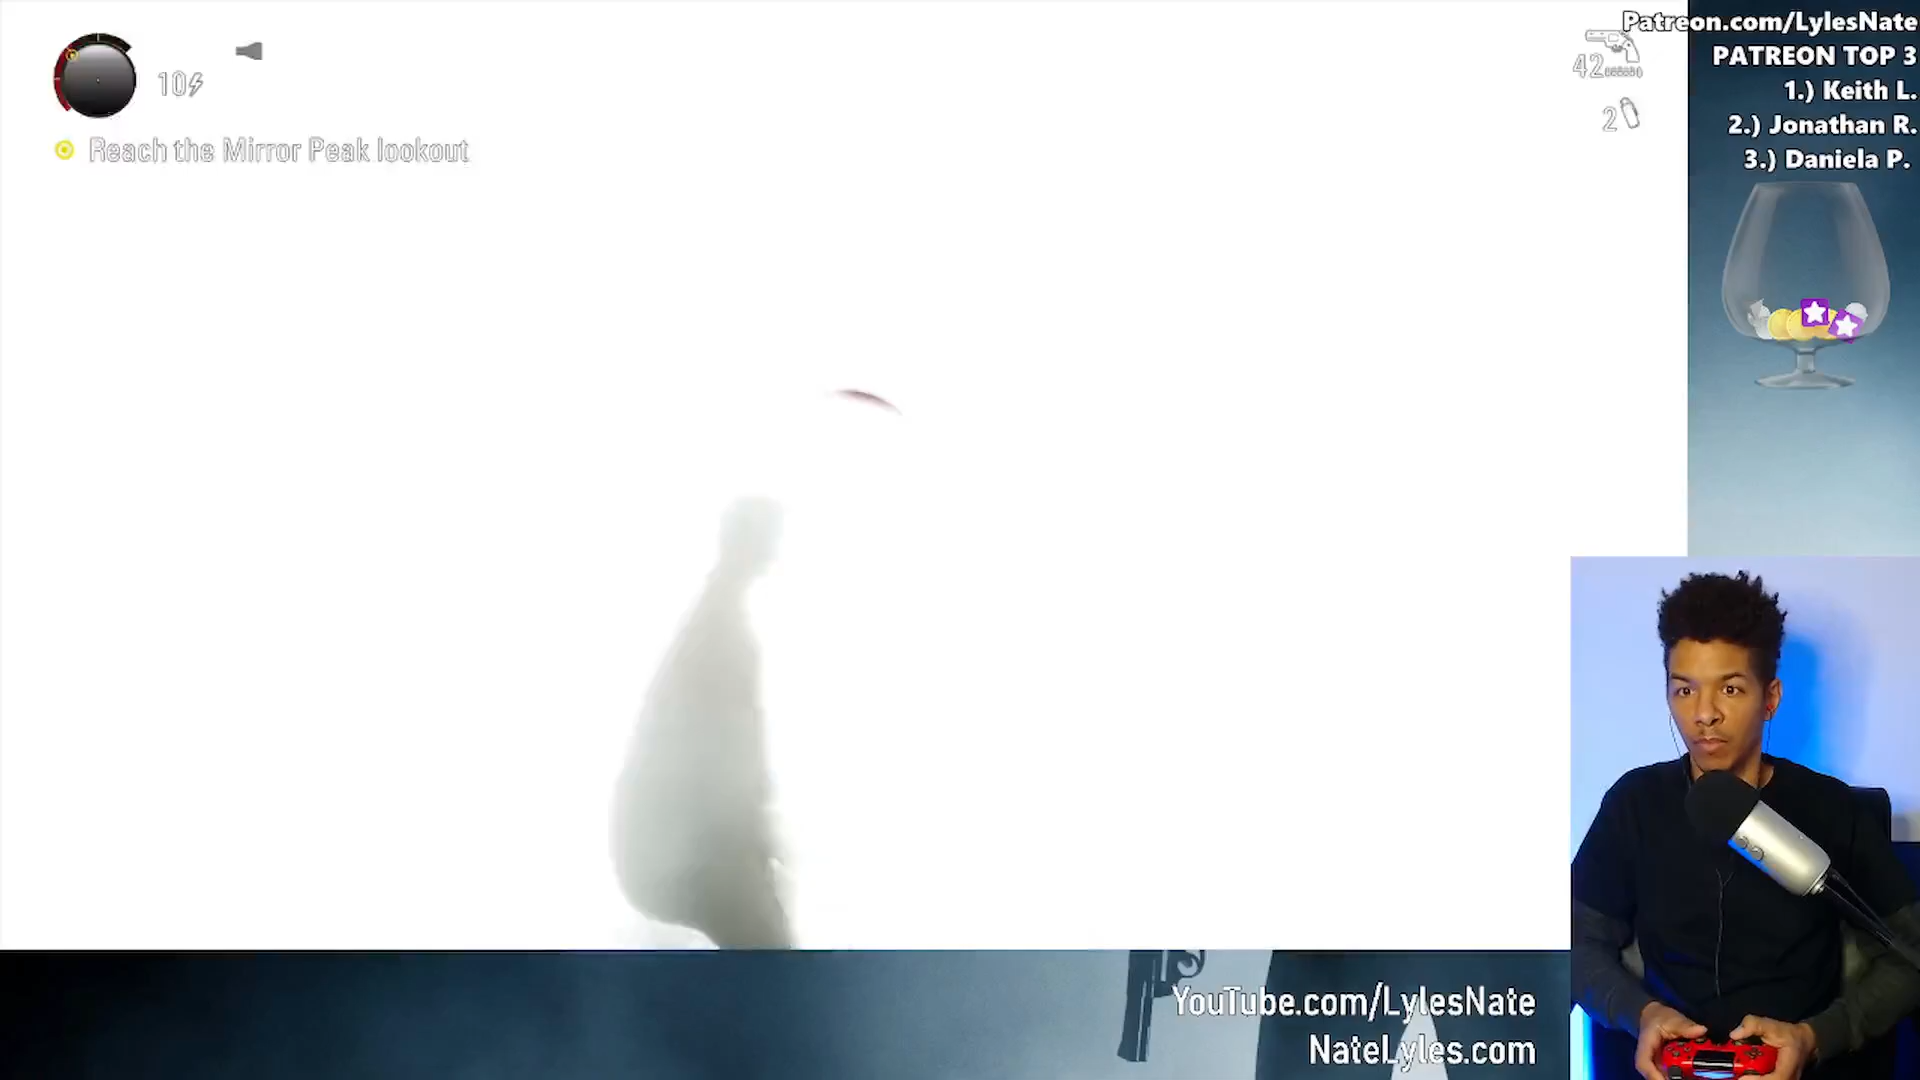 Patreon.com/LylesNate
PATREON TOP 3
1.) Keith L.
2.) Jonathan R.
3.) Daniela P.
10
42
2
Reach the Mirror Peak lookout
YouTube.com/LylesNate
NateLyles.com